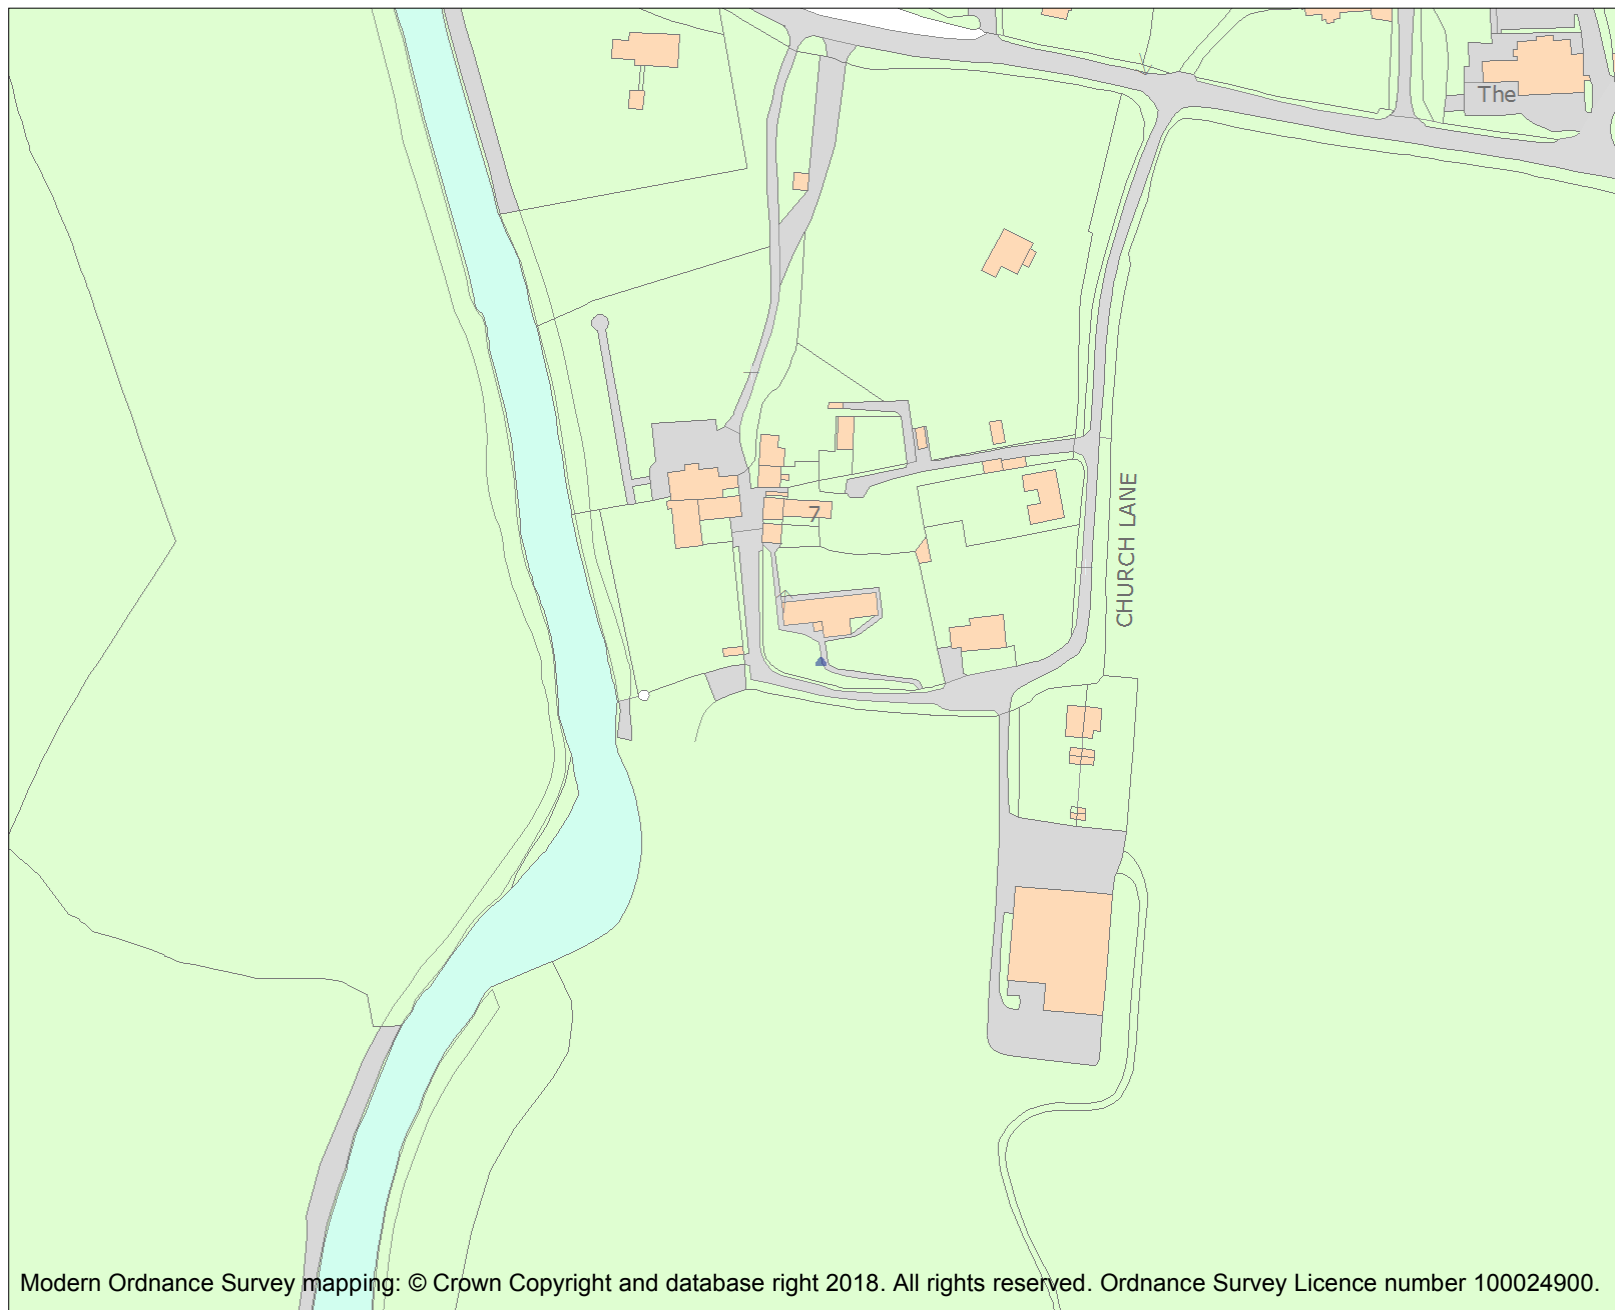 The
7
CHURCH LANE
Modern Ordnance Survey mapping: © Crown Copyright and database right 2018. All rights reserved. Ordnance Survey Licence number 100024900.